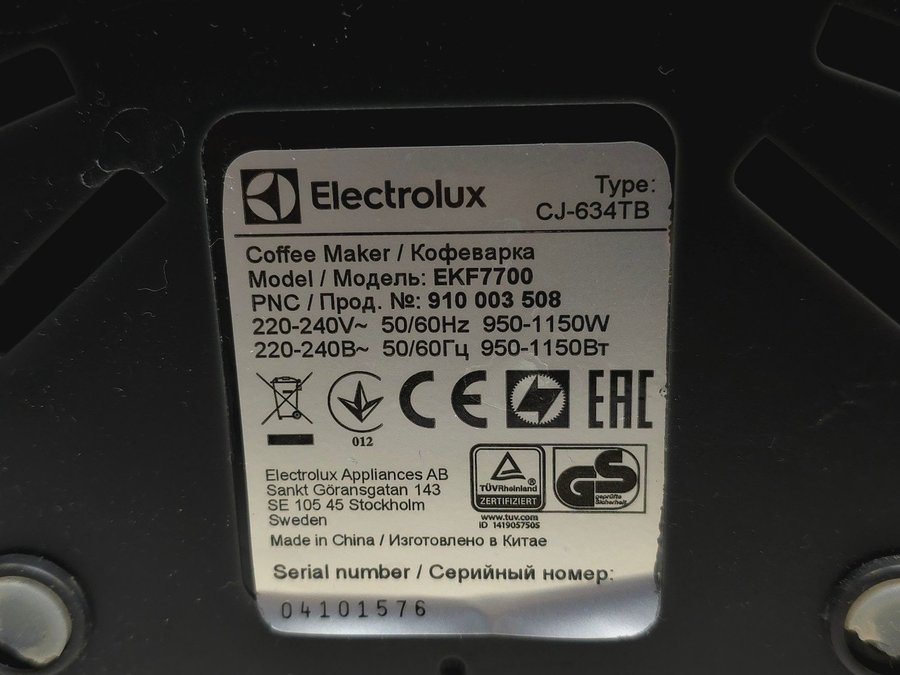 Electrolux
Type:
CJ-634TB
Coffee Maker / Кофеварка
Model / Модель: EKF7700
PNC / Прод. №: 910 003 508
220-240V~ 50/60Hz 950-1150W
220-240В~ 50/60Гц 950-1150Вт
012
CE
EAC
TÜVRheinland®
ZERTIFIZIERT
www.tuv.com
ID 1419057505
GS
geprüfte
Sicherheit
Electrolux Appliances AB
Sankt Göransgatan 143
SE 105 45 Stockholm
Sweden
Made in China / Изготовлено в Китае
Serial number / Серийный номер:
04101576